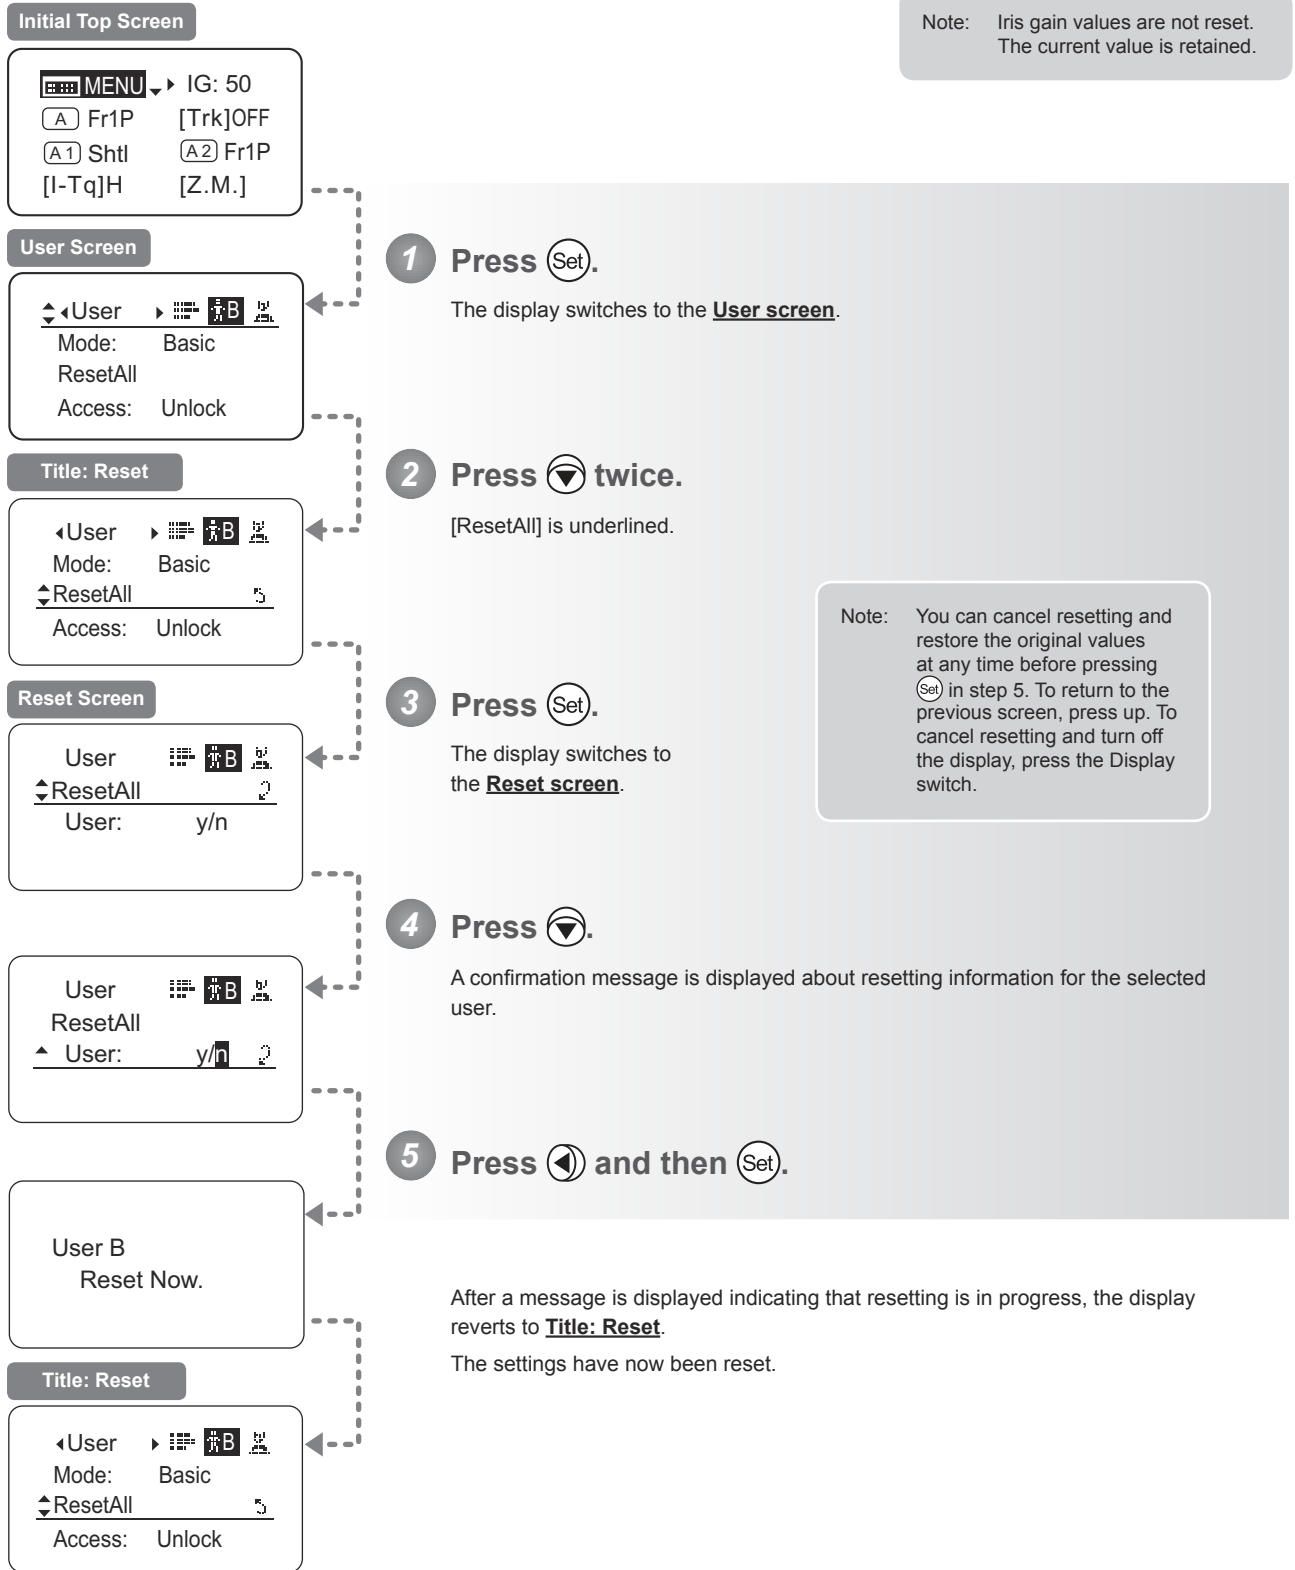 Initial Top Screen
Note: Iris gain values are not reset.
The current value is retained.
MENU IG: 50
A Fr1P [Trk]OFF
A1 Shtl A2 Fr1P
[I-Tq]H [Z.M.]
User Screen
User B
Mode: Basic
ResetAll
Access: Unlock
1 Press Set.
The display switches to the User screen.
Title: Reset
User B
Mode: Basic
ResetAll
Access: Unlock
2 Press twice.
[ResetAll] is underlined.
Note: You can cancel resetting and
restore the original values
at any time before pressing
Set in step 5. To return to the
previous screen, press up. To
cancel resetting and turn off
the display, press the Display
switch.
Reset Screen
User B
ResetAll
User: y/n
3 Press Set.
The display switches to
the Reset screen.
4 Press .
A confirmation message is displayed about resetting information for the selected
user.
User B
ResetAll
User: y/n
5 Press and then Set.
User B
Reset Now.
After a message is displayed indicating that resetting is in progress, the display
reverts to Title: Reset.
The settings have now been reset.
Title: Reset
User B
Mode: Basic
ResetAll
Access: Unlock